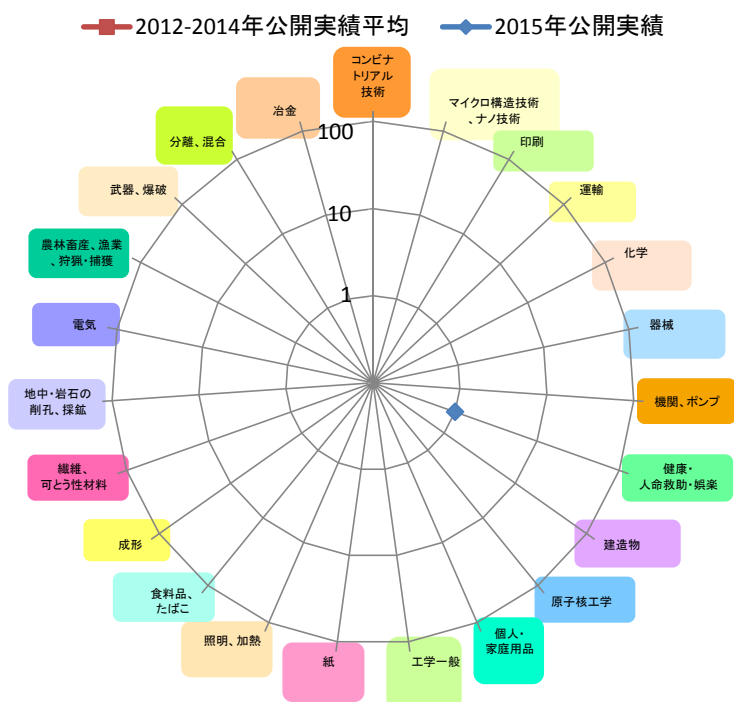 2012-2014年公開実績平均
2015年公開実績
コンビナ
トリアル
技術
マイクロ構造技術
、ナノ技術
印刷
運輸
化学
器械
機関、ポンプ
健康・
人命救助・娯楽
建造物
原子核工学
個人・
家庭用品
工学一般
紙
照明、加熱
食料品、
たばこ
成形
繊維、
可とう性材料
地中・岩石の
削孔、採鉱
電気
農林畜産、漁業
、狩猟・捕獲
武器、爆破
分離、混合
冶金
100
10
1